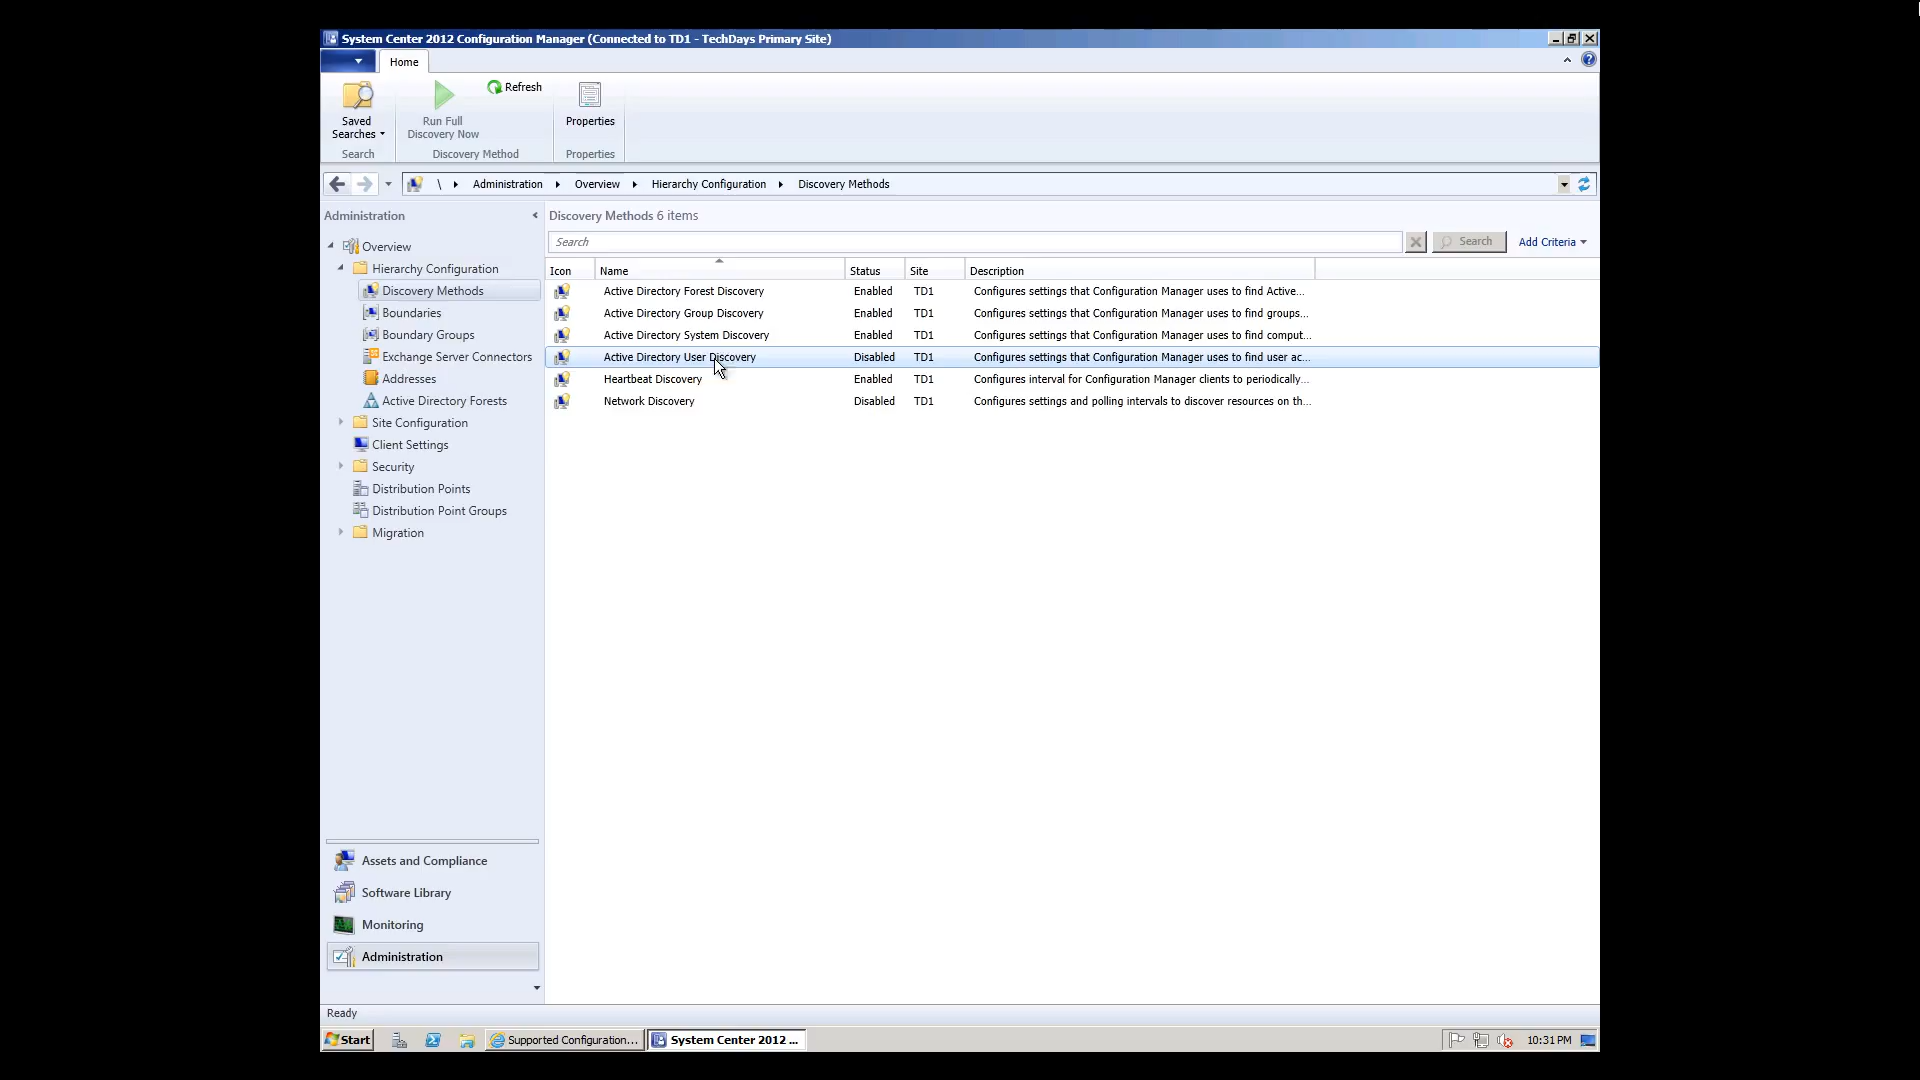 System Center 2012 Configuration Manager (Connected to TD1 - TechDays Primary Site)
Home
Saved Searches
Search
Run Full Discovery Now
Refresh
Discovery Method
Properties
Properties
\ Administration Overview Hierarchy Configuration Discovery Methods
Administration
Overview
Hierarchy Configuration
Discovery Methods
Boundaries
Boundary Groups
Exchange Server Connectors
Addresses
Active Directory Forests
Site Configuration
Client Settings
Security
Distribution Points
Distribution Point Groups
Migration
Assets and Compliance
Software Library
Monitoring
Administration
Discovery Methods 6 items
Search Search Add Criteria
Icon Name Status Site Description
Active Directory Forest Discovery Enabled TD1 Configures settings that Configuration Manager uses to find Active...
Active Directory Group Discovery Enabled TD1 Configures settings that Configuration Manager uses to find groups...
Active Directory System Discovery Enabled TD1 Configures settings that Configuration Manager uses to find comput...
Active Directory User Discovery Disabled TD1 Configures settings that Configuration Manager uses to find user ac...
Heartbeat Discovery Enabled TD1 Configures interval for Configuration Manager clients to periodically...
Network Discovery Disabled TD1 Configures settings and polling intervals to discover resources on th...
Ready
Start Supported Configuration... System Center 2012 ... 10:31 PM